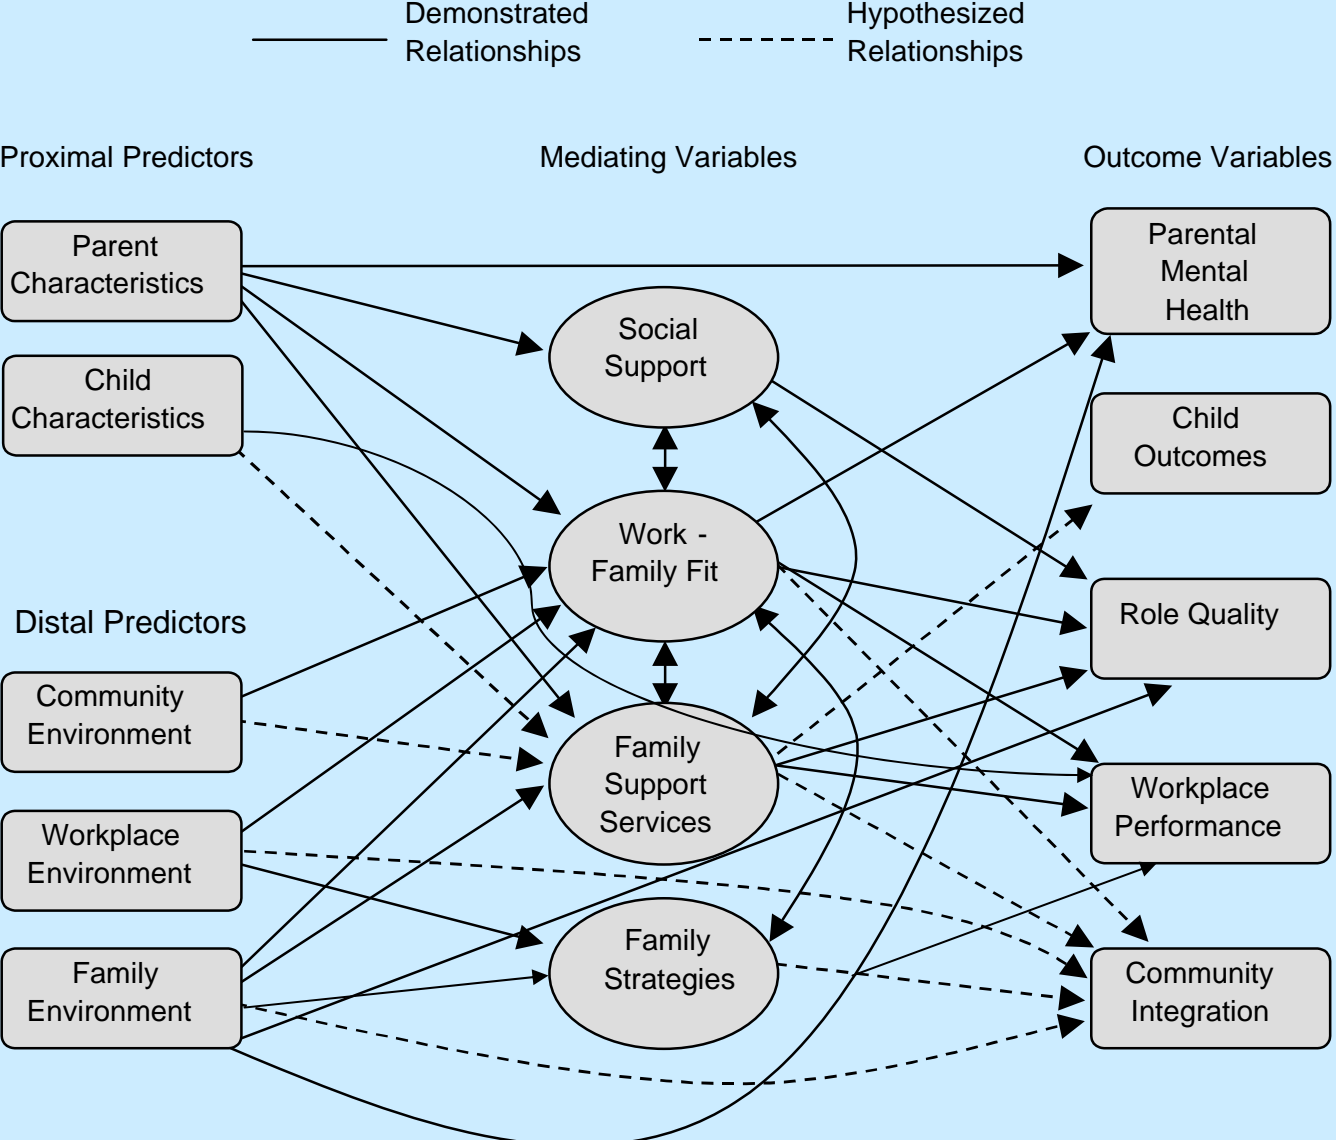 Demonstrated
Relationships
Hypothesized
Relationships
Proximal Predictors
Mediating Variables
Outcome Variables
Parent
Characteristics
Child
Characteristics
Distal Predictors
Community
Environment
Workplace
Environment
Family
Environment
Social
Support
Work -
Family Fit
Family
Support
Services
Family
Strategies
Parental
Mental
Health
Child
Outcomes
Role Quality
Workplace
Performance
Community
Integration